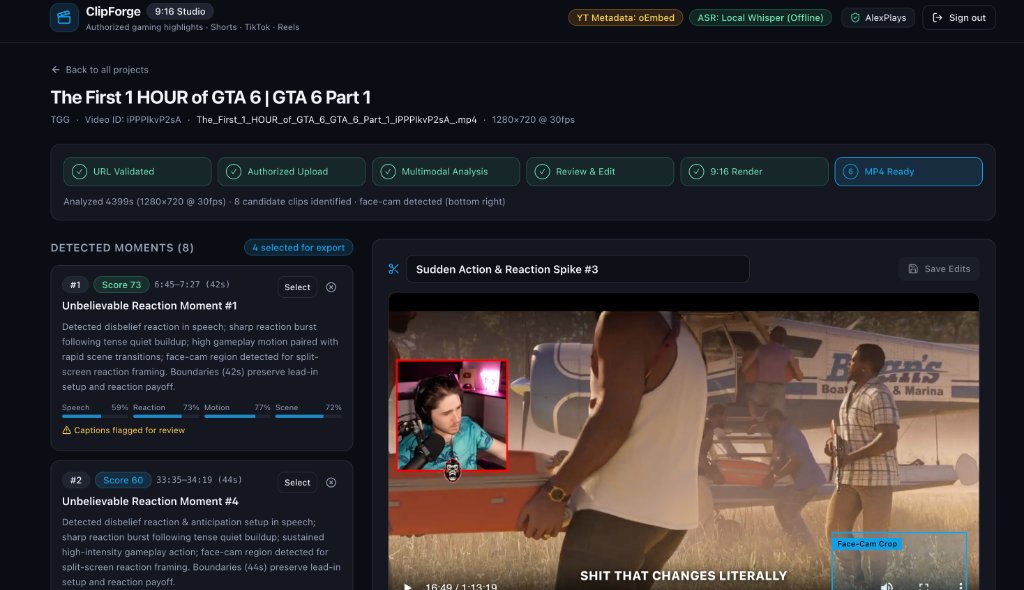 ClipForge 9:16 Studio
Authorized gaming highlights · Shorts · TikTok · Reels
YT Metadata: oEmbed
ASR: Local Whisper (Offline)
AlexPlays
Sign out
← Back to all projects
The First 1 HOUR of GTA 6 | GTA 6 Part 1
TGG · Video ID: iPPPIkvP2sA · The_First_1_HOUR_of_GTA_6_GTA_6_Part_1_iPPPIkvP2sA_.mp4 · 1280×720 @ 30fps
URL Validated
Authorized Upload
Multimodal Analysis
Review & Edit
9:16 Render
6 MP4 Ready
Analyzed 4399s (1280×720 @ 30fps) · 8 candidate clips identified · face-cam detected (bottom right)
DETECTED MOMENTS (8)
4 selected for export
#1 Score 73 6:45–7:27 (42s) Select
Unbelievable Reaction Moment #1
Detected disbelief reaction in speech; sharp reaction burst
following tense quiet buildup; high gameplay motion paired with
rapid scene transitions; face-cam region detected for split-
screen reaction framing. Boundaries (42s) preserve lead-in
setup and reaction payoff.
Speech 59% Reaction 73% Motion 77% Scene 72%
Captions flagged for review
#2 Score 60 33:35–34:19 (44s) Select
Unbelievable Reaction Moment #4
Detected disbelief reaction & anticipation setup in speech;
sharp reaction burst following tense quiet buildup; sustained
high-intensity gameplay action; face-cam region detected for
split-screen reaction framing. Boundaries (44s) preserve lead-in
setup and reaction payoff.
Sudden Action & Reaction Spike #3
Save Edits
& Marina
Face-Cam Crop
SHIT THAT CHANGES LITERALLY
16:49 / 1:13:19